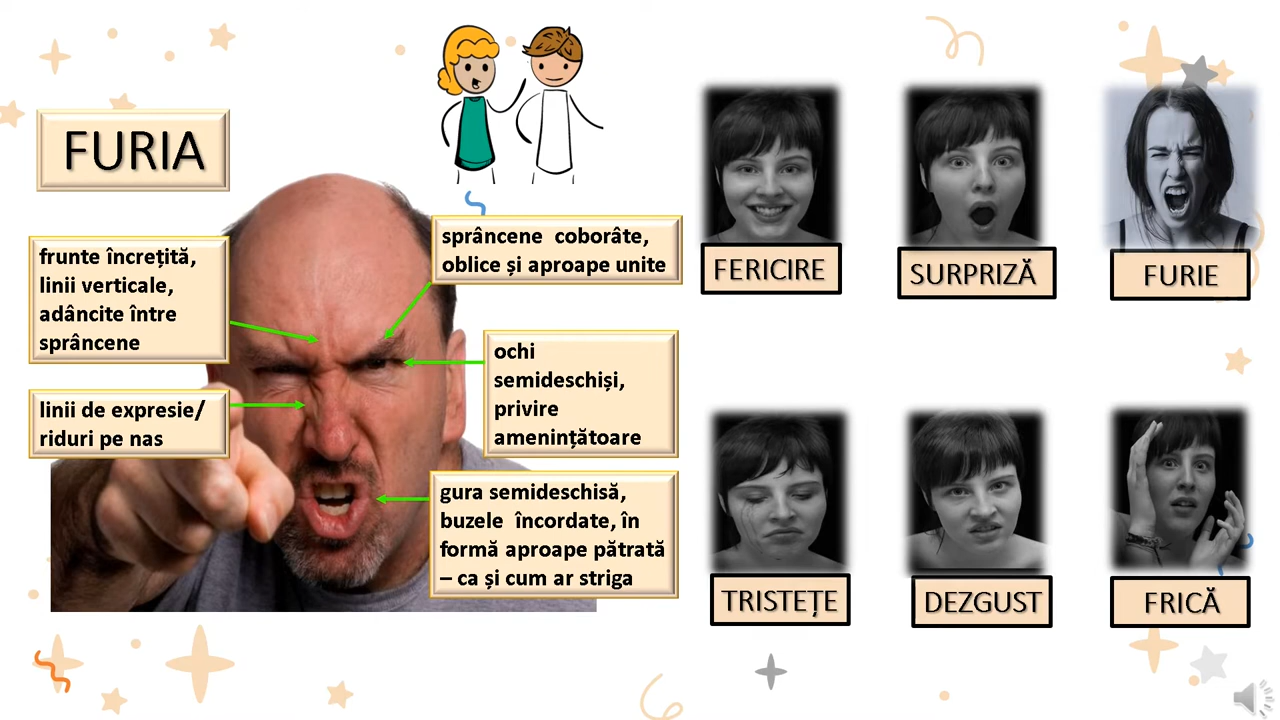 FURIA
frunte încrețită,
linii verticale,
adâncite între
sprâncene
linii de expresie/
riduri pe nas
sprâncene coborâte,
oblice și aproape unite
ochi
semideschiși,
privire
amenințătoare
gura semideschisă,
buzele încordate, în
formă aproape pătrată
– ca și cum ar striga
FERICIRE
SURPRIZĂ
FURIE
TRISTEȚE
DEZGUST
FRICĂ